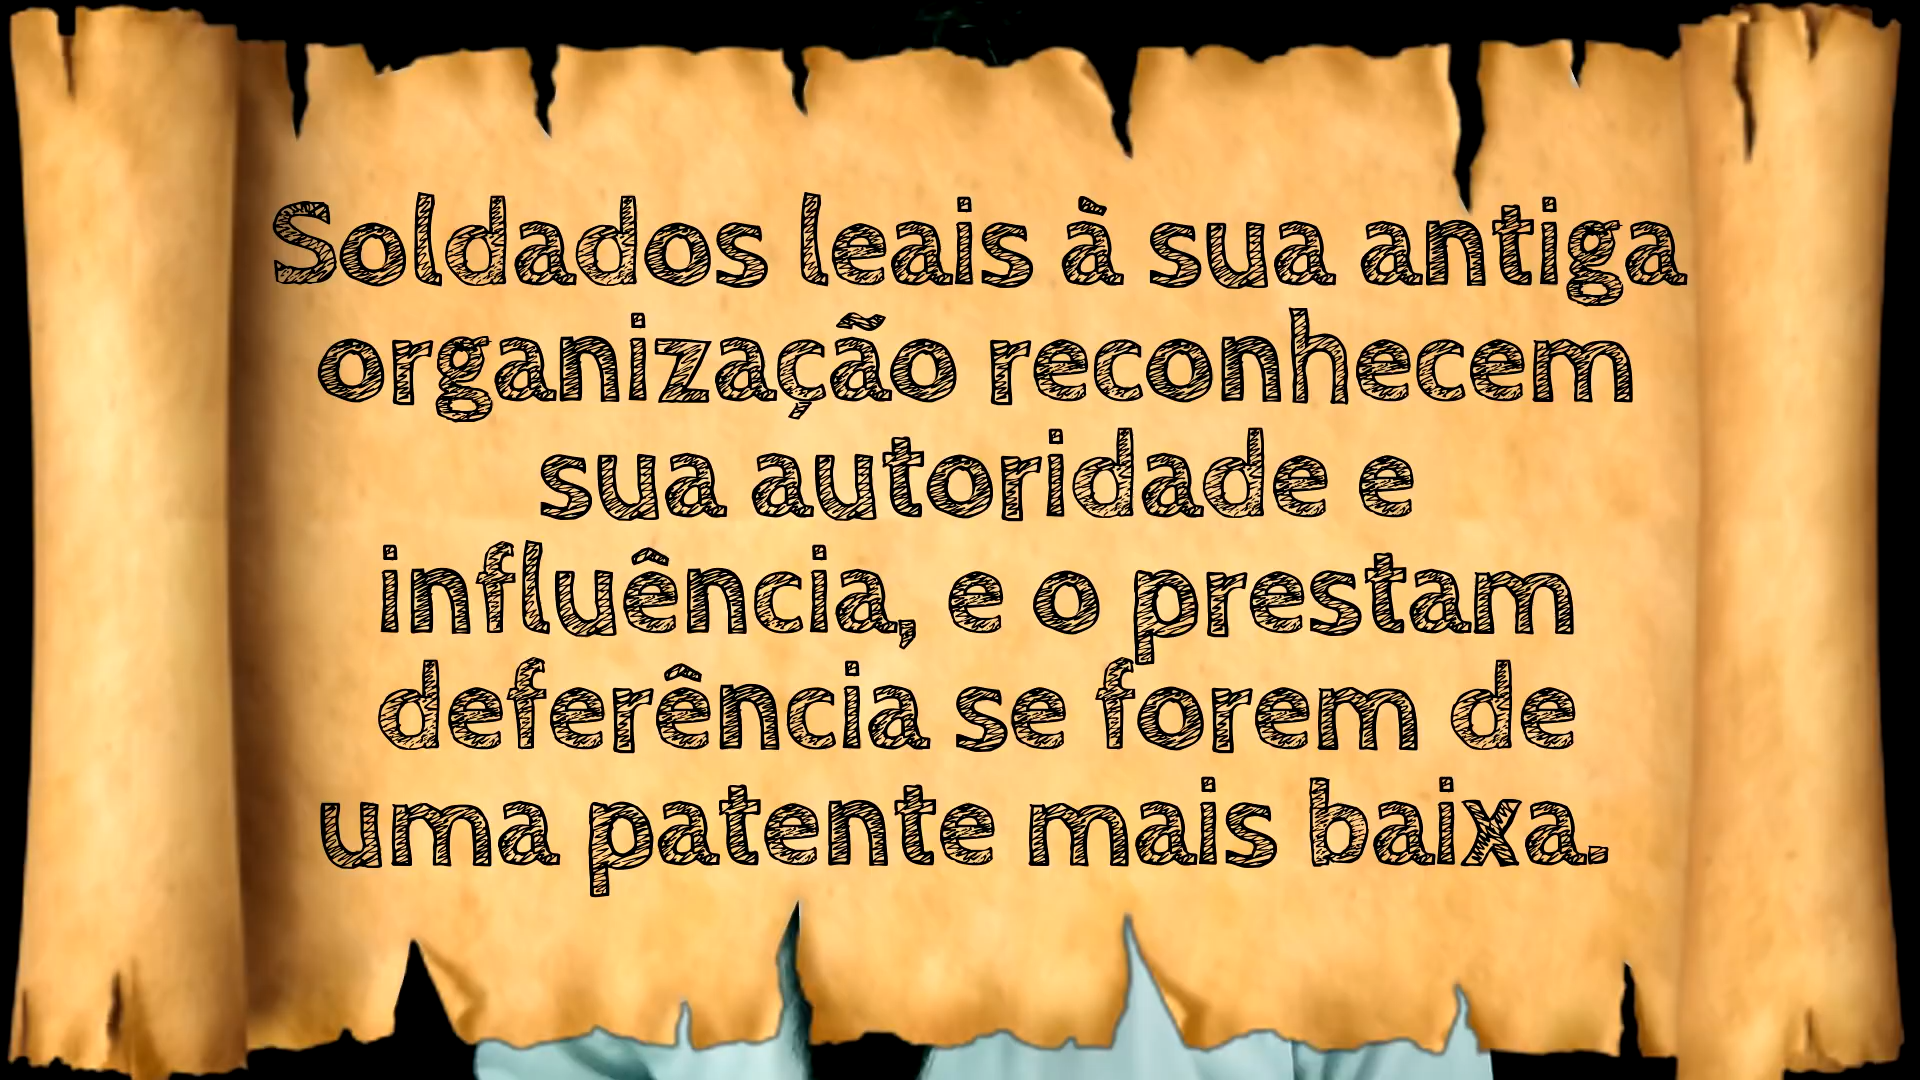 Soldados leais à sua antiga
organização reconhecem
sua autoridade e
influência, e o prestam
deferência se forem de
uma patente mais baixa.